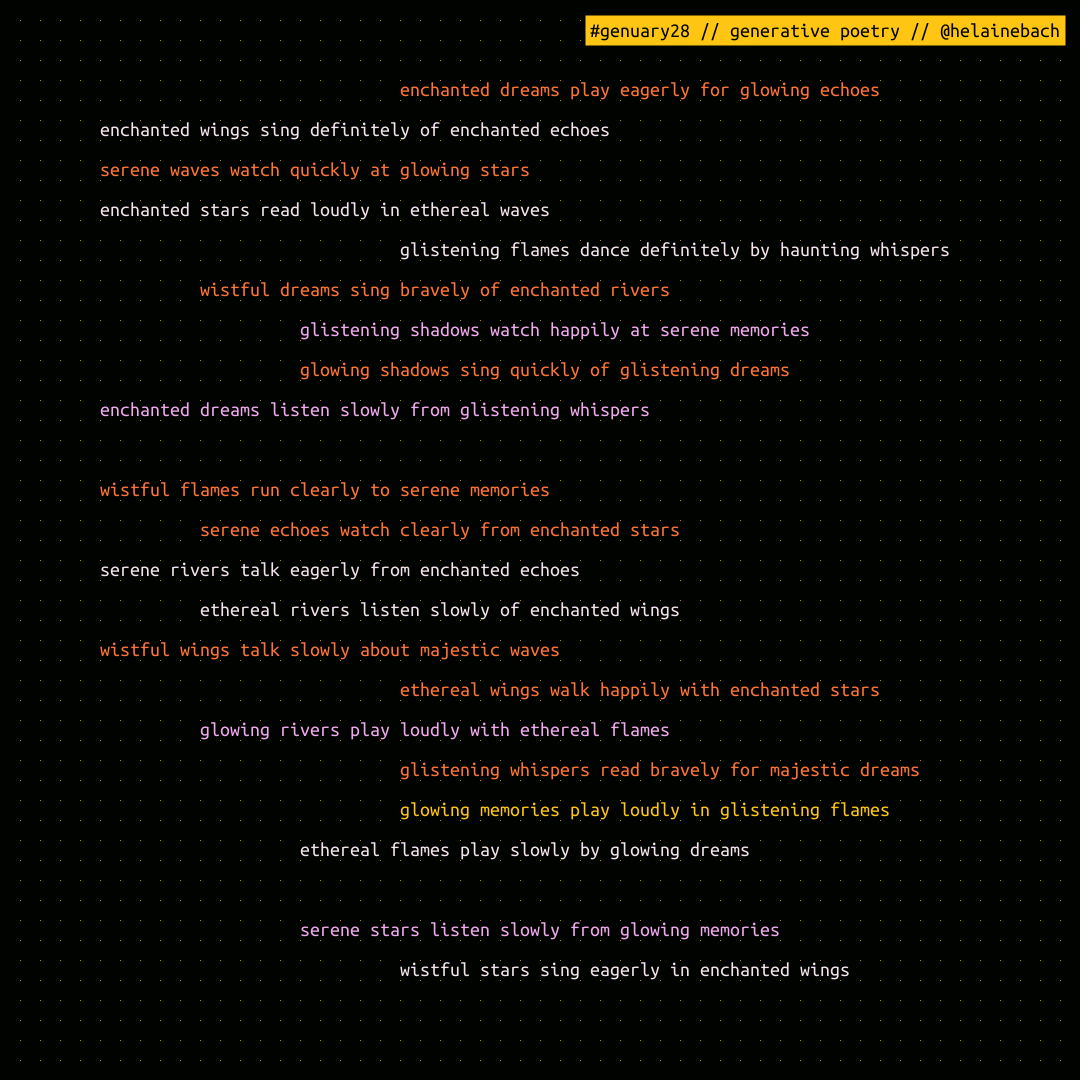 #genuary28 // generative poetry // @helainebach
enchanted dreams play eagerly for glowing echoes
enchanted wings sing definitely of enchanted echoes
serene waves watch quickly at glowing stars
enchanted stars read loudly in ethereal waves
glistening flames dance definitely by haunting whispers
wistful dreams sing bravely of enchanted rivers
glistening shadows watch happily at serene memories
glowing shadows sing quickly of glistening dreams
enchanted dreams listen slowly from glistening whispers
wistful flames run clearly to serene memories
serene echoes watch clearly from enchanted stars
serene rivers talk eagerly from enchanted echoes
ethereal rivers listen slowly of enchanted wings
wistful wings talk slowly about majestic waves
ethereal wings walk happily with enchanted stars
glowing rivers play loudly with ethereal flames
glistening whispers read bravely for majestic dreams
glowing memories play loudly in glistening flames
ethereal flames play slowly by glowing dreams
serene stars listen slowly from glowing memories
wistful stars sing eagerly in enchanted wings